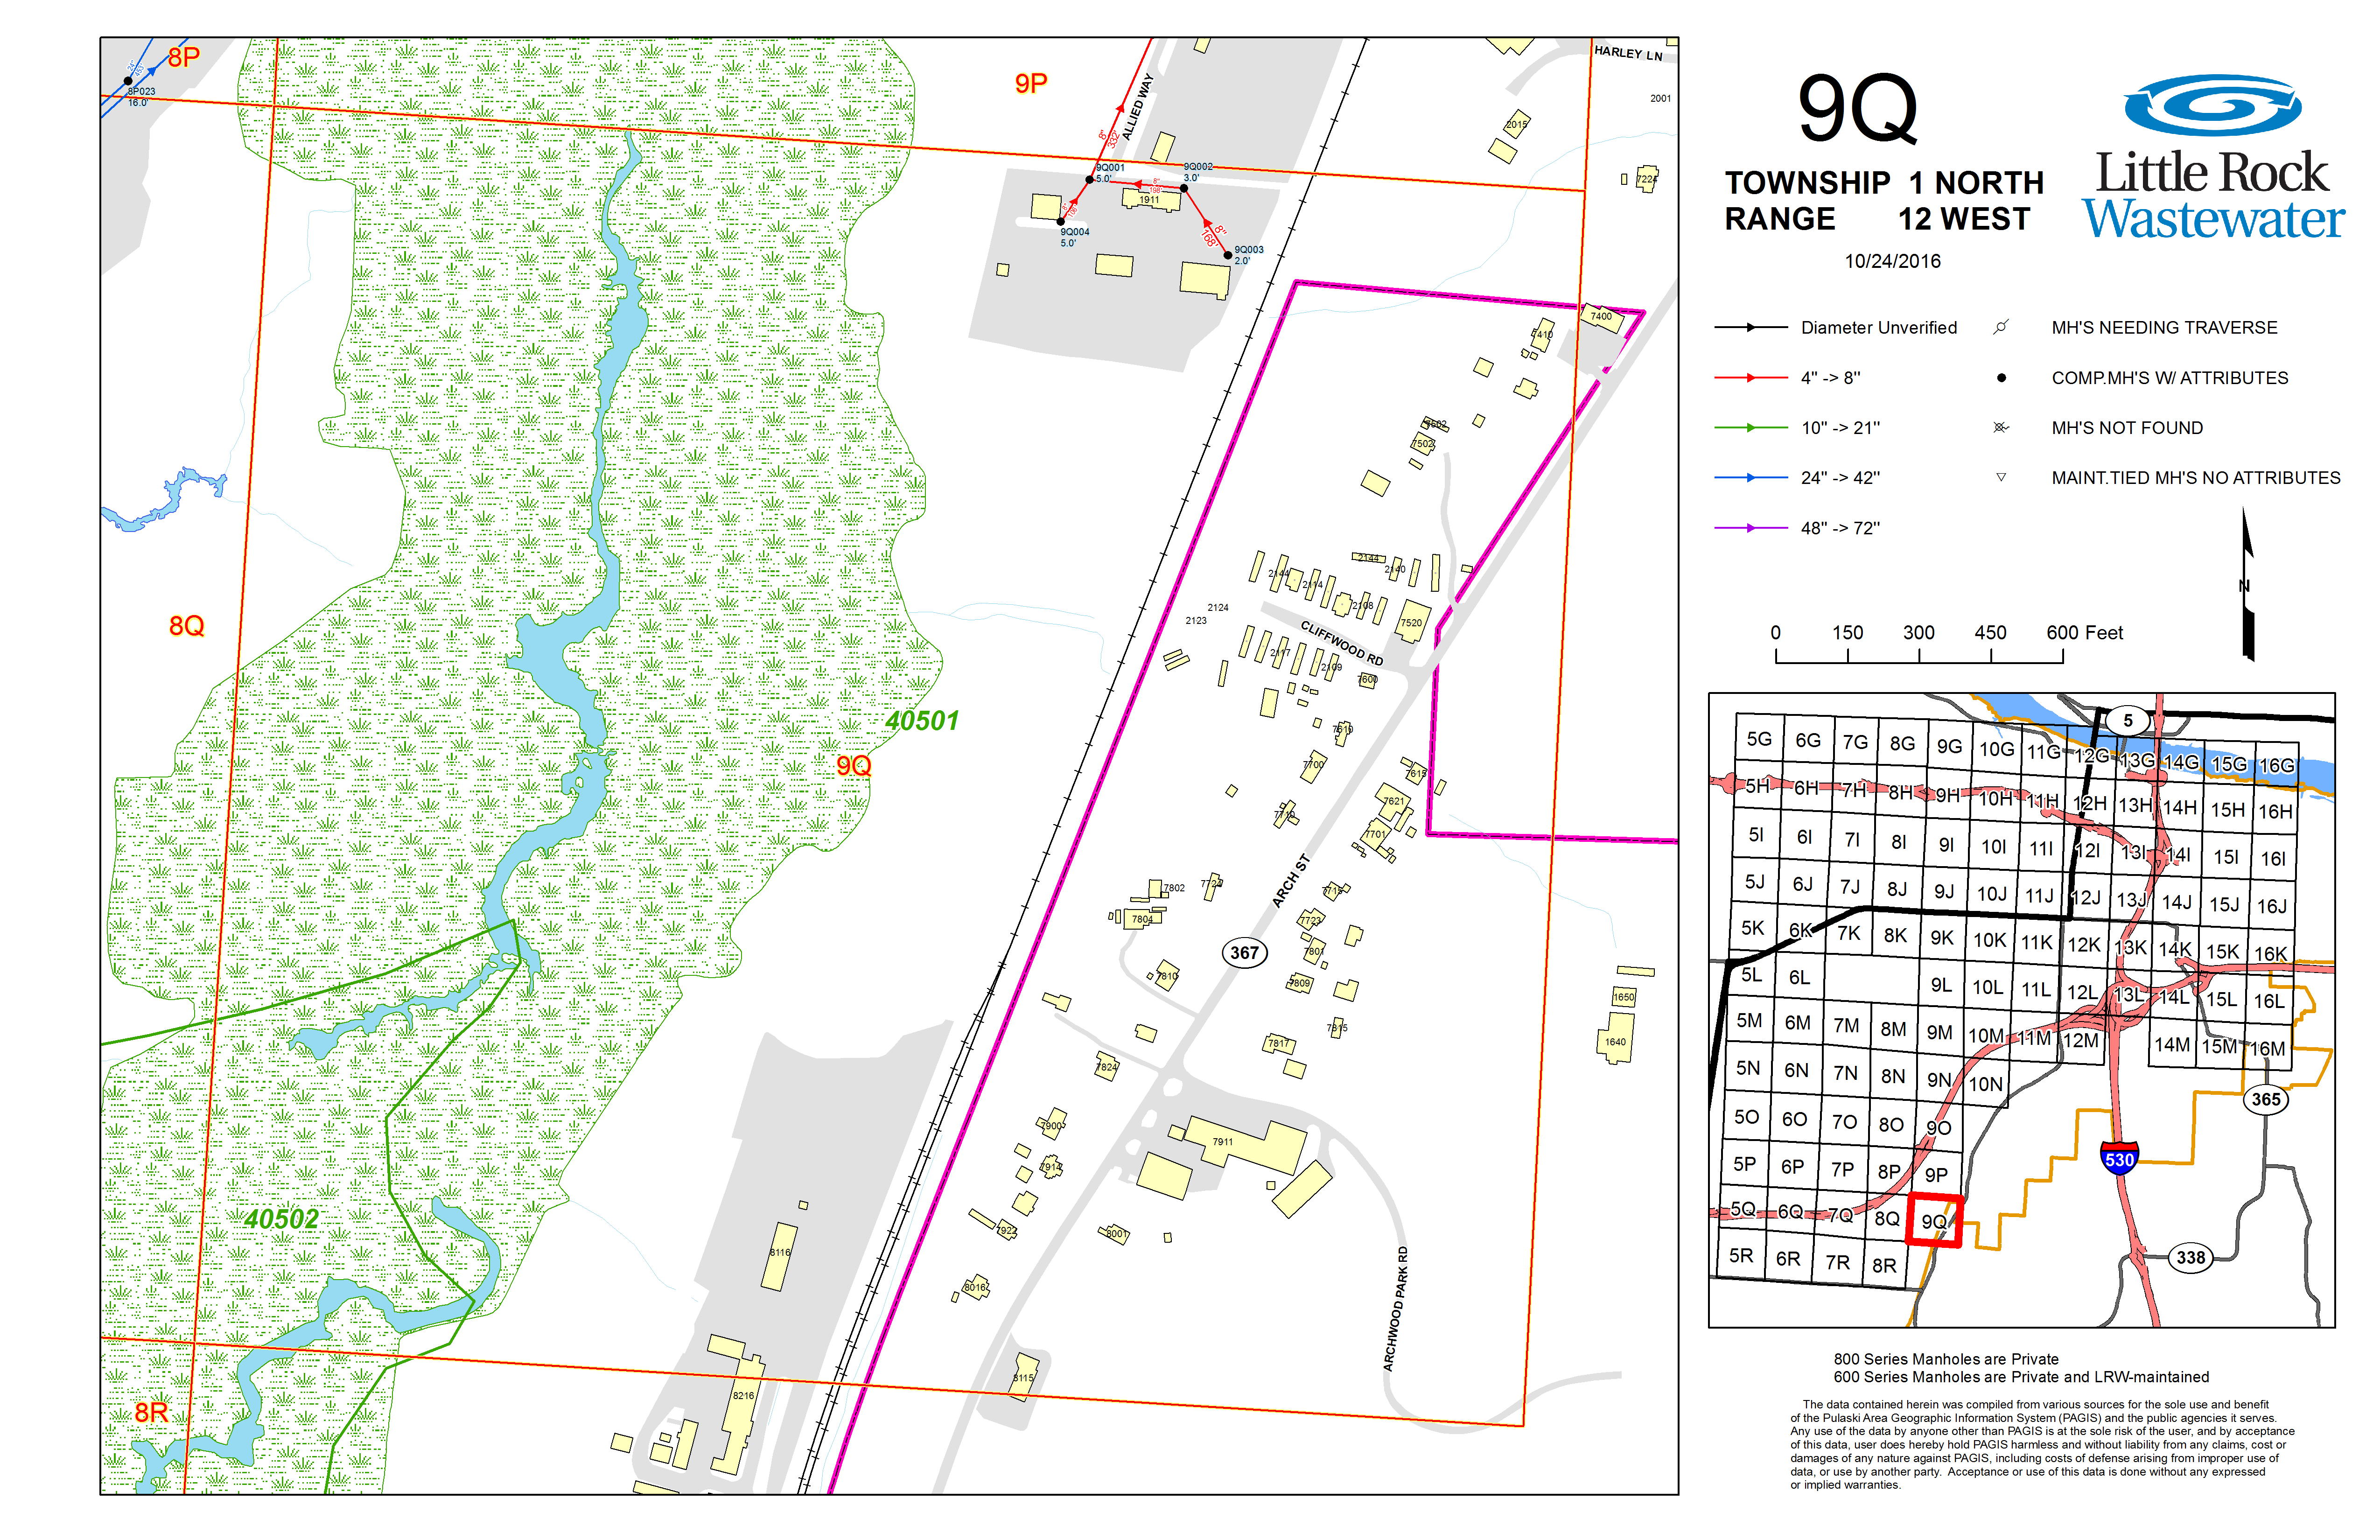 8P
24"
453'
8P023
16.0'
9P
ALLIED WAY
8"
332'
9Q001
5.0'
9Q002
3.0'
8"
198'
1911
8"
108'
9Q004
5.0'
8"
168'
9Q003
2.0'
HARLEY LN
2001
2015
7224
7400
7410
7502
7502
8Q
2144
2140
2144
2114
2108
2124
2123
7520
CLIFFWOOD RD
2117
2109
7600
40501
9Q
7610
7700
7615
7621
7710
7701
ARCH ST
7802
7724
7715
7804
7723
367
7801
7810
7809
1650
7815
7817
1640
7824
7900
7911
7914
40502
7922
8001
8116
8016
ARCHWOOD PARK RD
8115
8216
8R
9Q
TOWNSHIP 1 NORTH
RANGE 12 WEST
10/24/2016
Little Rock
Wastewater
Diameter Unverified
4" -> 8"
10" -> 21"
24" -> 42"
48" -> 72"
MH'S NEEDING TRAVERSE
COMP.MH'S W/ ATTRIBUTES
MH'S NOT FOUND
MAINT.TIED MH'S NO ATTRIBUTES
N
0 150 300 450 600 Feet
5
5G 6G 7G 8G 9G 10G 11G 12G 13G 14G 15G 16G
5H 6H 7H 8H 9H 10H 11H 12H 13H 14H 15H 16H
5I 6I 7I 8I 9I 10I 11I 12I 13I 14I 15I 16I
5J 6J 7J 8J 9J 10J 11J 12J 13J 14J 15J 16J
5K 6K 7K 8K 9K 10K 11K 12K 13K 14K 15K 16K
5L 6L 9L 10L 11L 12L 13L 14L 15L 16L
5M 6M 7M 8M 9M 10M 11M 12M 14M 15M 16M
5N 6N 7N 8N 9N 10N
365
5O 6O 7O 8O 9O
530
5P 6P 7P 8P 9P
5Q 6Q 7Q 8Q 9Q
5R 6R 7R 8R
338
800 Series Manholes are Private
600 Series Manholes are Private and LRW-maintained
The data contained herein was compiled from various sources for the sole use and benefit
of the Pulaski Area Geographic Information System (PAGIS) and the public agencies it serves.
Any use of the data by anyone other than PAGIS is at the sole risk of the user, and by acceptance
of this data, user does hereby hold PAGIS harmless and without liability from any claims, cost or
damages of any nature against PAGIS, including costs of defense arising from improper use of
data, or use by another party. Acceptance or use of this data is done without any expressed
or implied warranties.